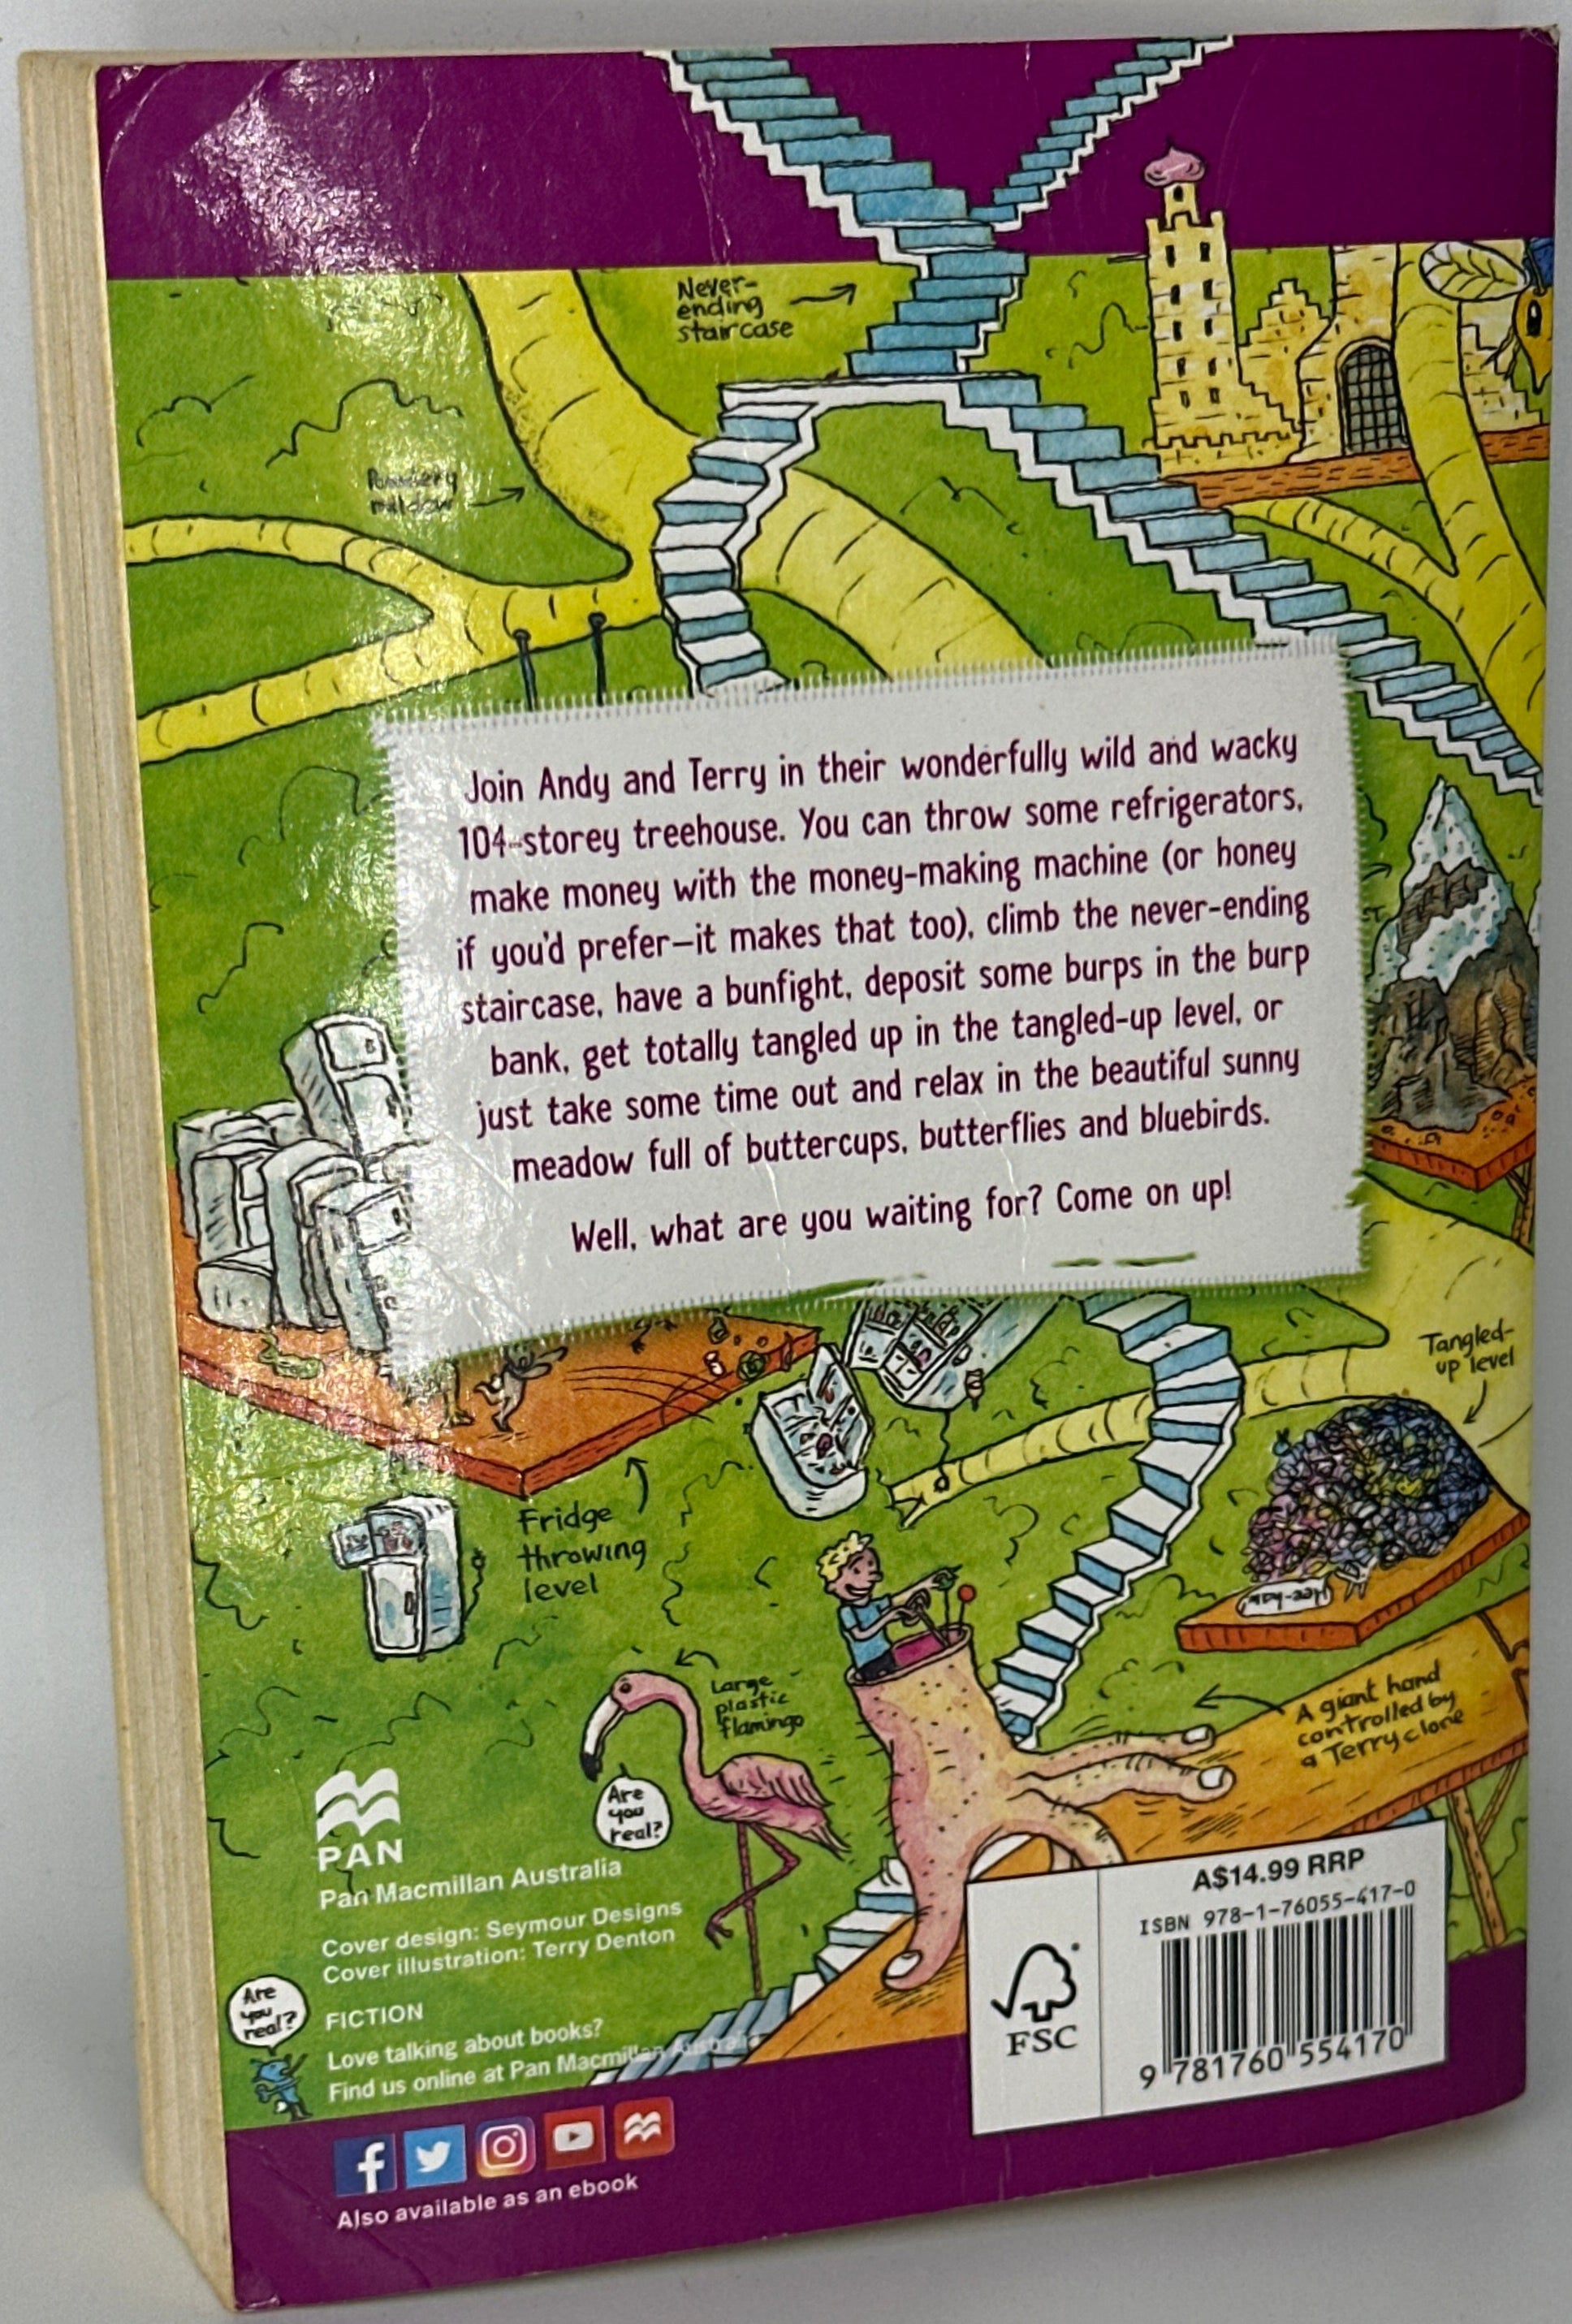 Never-
ending
staircase
Powdery
mildew
Join Andy and Terry in their wonderfully wild and wacky
104-storey treehouse. You can throw some refrigerators,
make money with the money-making machine (or honey
if you'd prefer—it makes that too), climb the never-ending
staircase, have a bunfight, deposit some burps in the burp
bank, get totally tangled up in the tangled-up level, or
just take some time out and relax in the beautiful sunny
meadow full of buttercups, butterflies and bluebirds.
Well, what are you waiting for? Come on up!
Tangled-
up level
Fridge
throwing
level
Large
plastic
flamingo
A giant hand
controlled by
a Terry clone
Are
you
real?
PAN
Pan Macmillan Australia
Cover design: Seymour Designs
Cover illustration: Terry Denton
Are
you
real?
FICTION
Love talking about books?
Find us online at Pan Macmillan Australia
Also available as an ebook
A$14.99 RRP
ISBN 978-1-76055-417-0
FSC
9 781760 554170